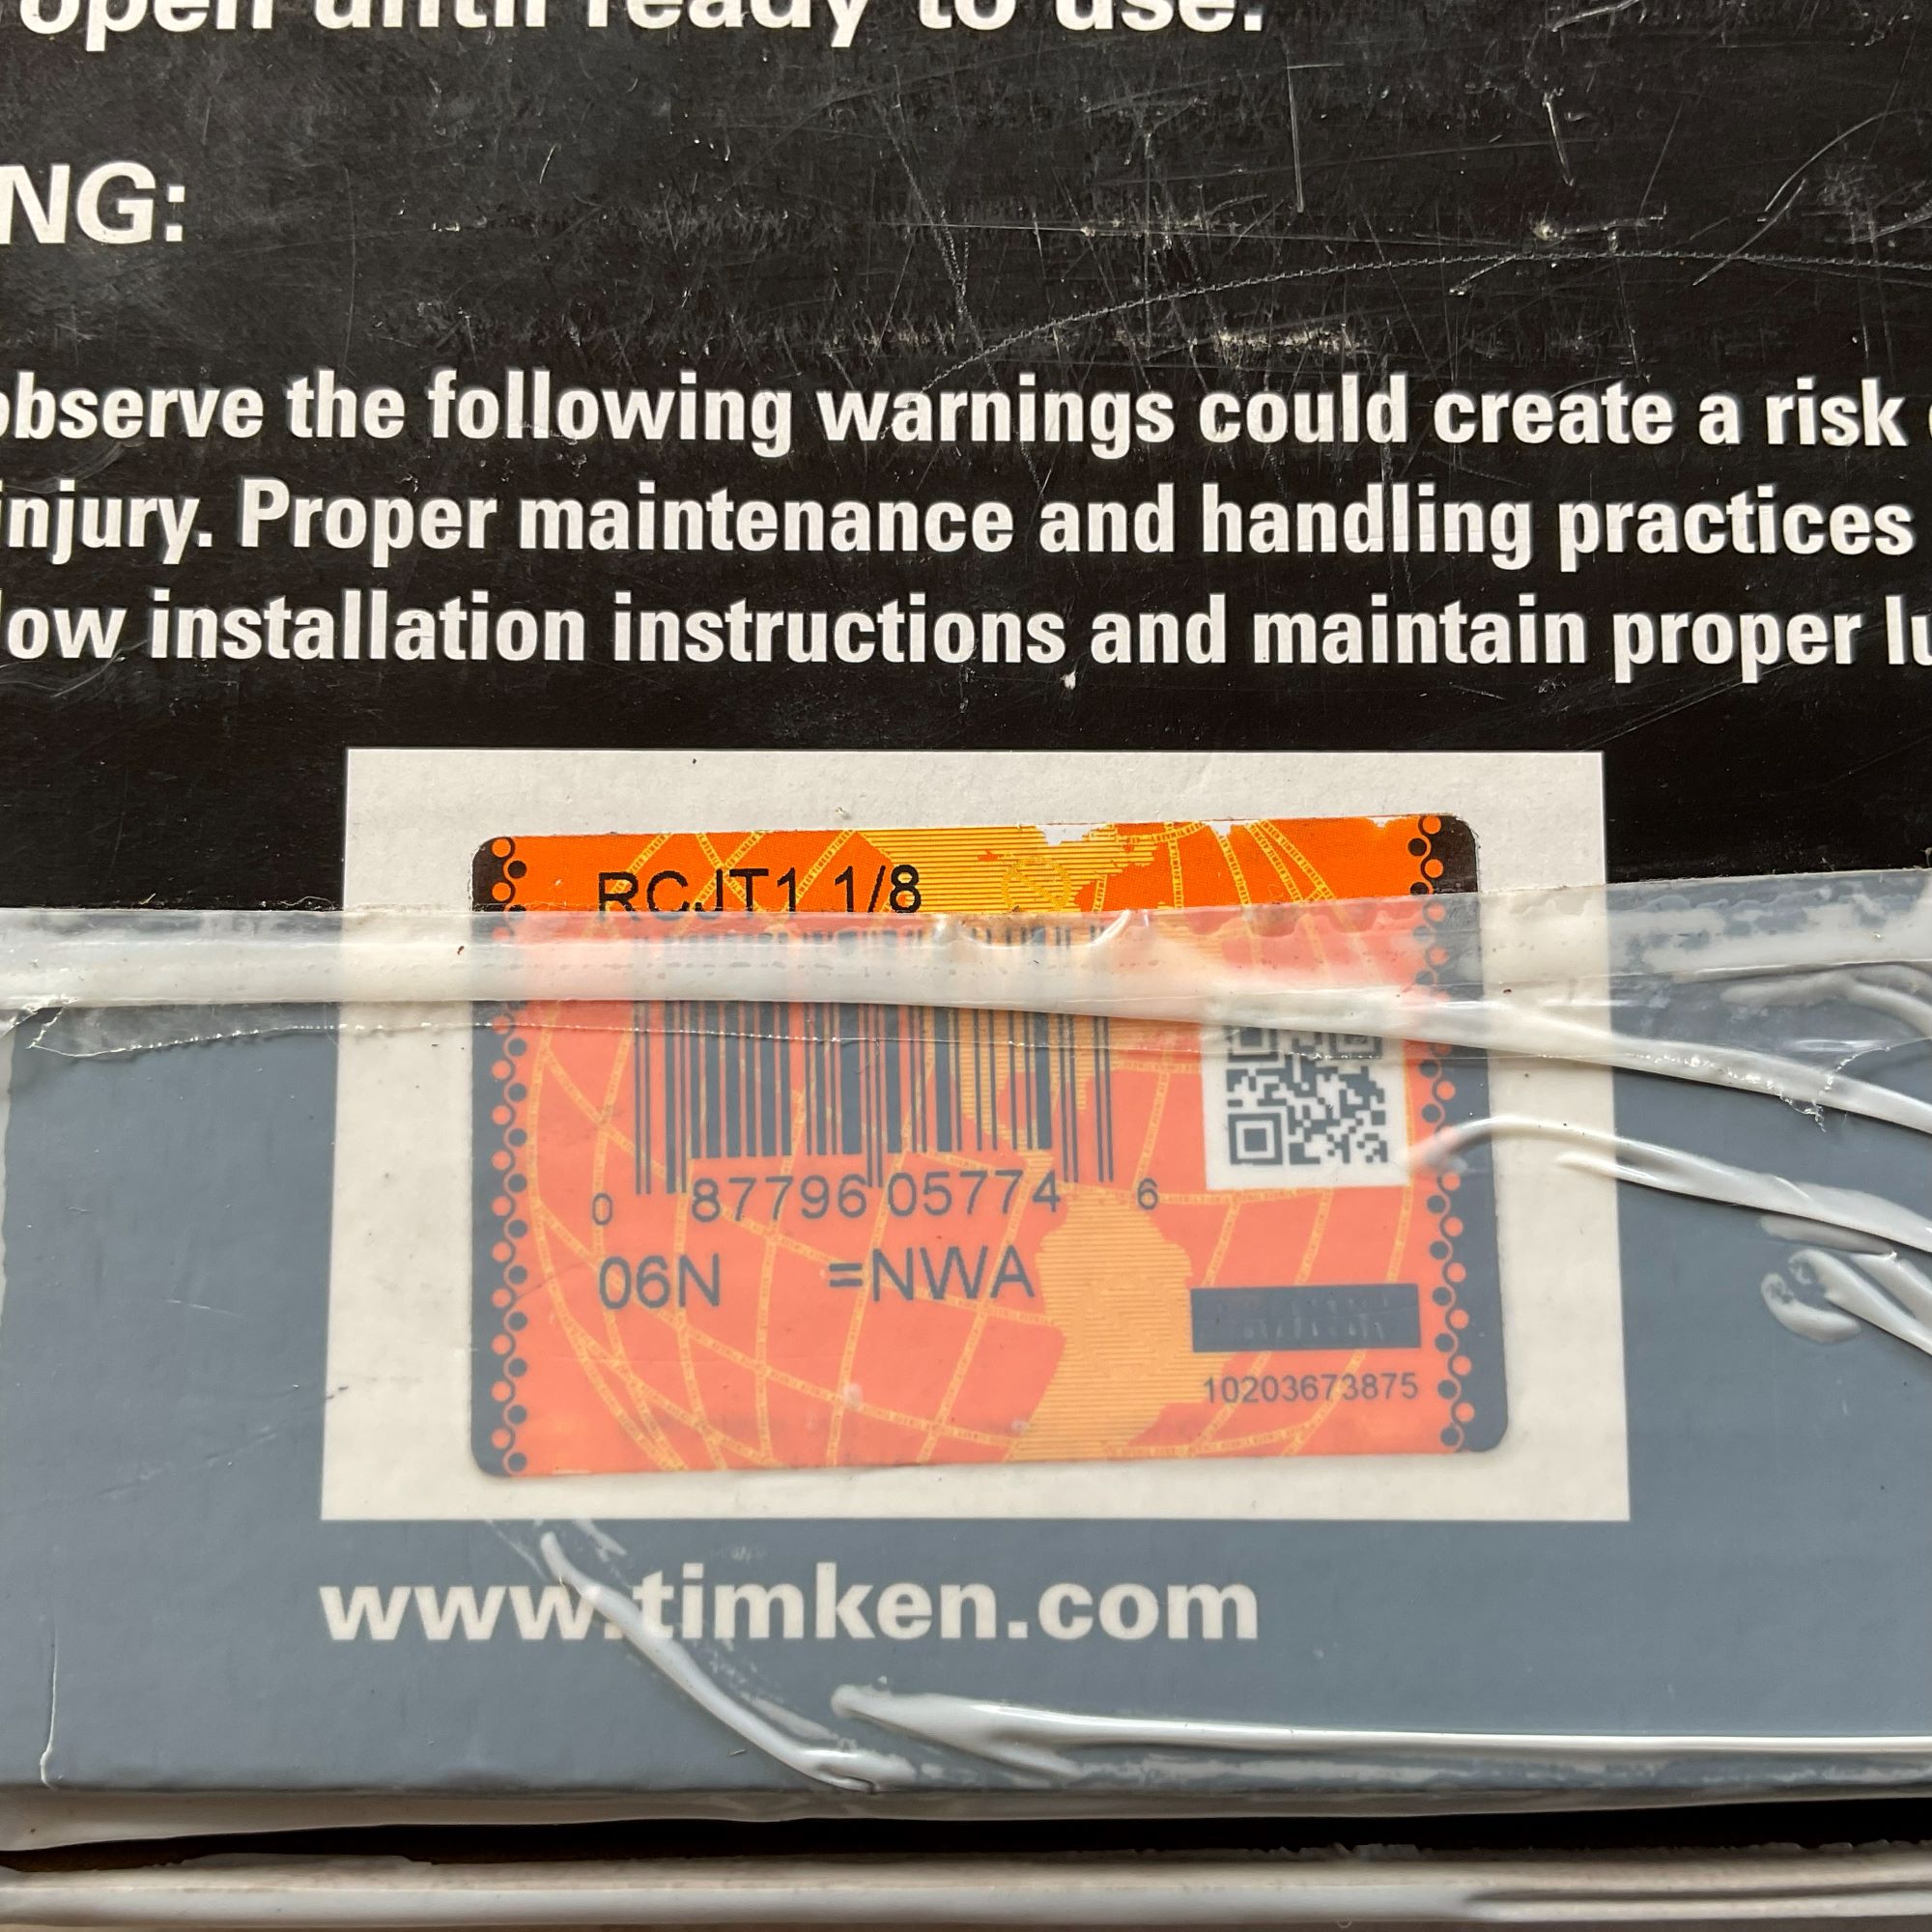 open until ready to use.
NG:
observe the following warnings could create a risk
injury. Proper maintenance and handling practices
low installation instructions and maintain proper lu
RCJT1 1/8
0 87796 05774 6
06N =NWA
10203673875
www.timken.com